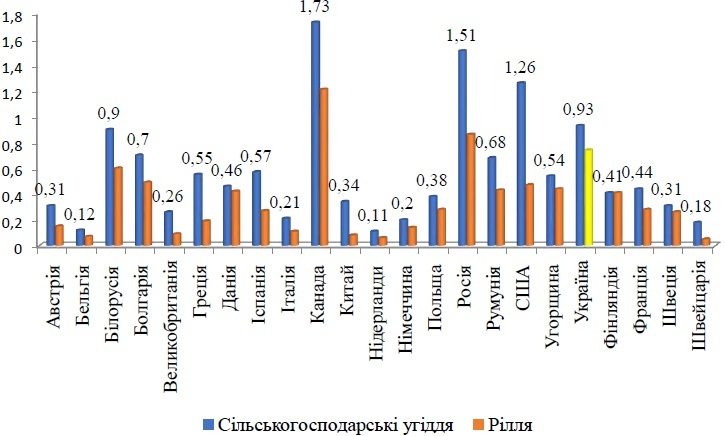 1,8
1,6
1,4
1,2
1
0,8
0,6
0,4
0,2
0
0,31
0,12
0,9
0,7
0,26
0,55
0,46
0,57
0,21
1,73
0,34
0,11
0,2
0,38
1,51
0,68
1,26
0,54
0,93
0,41
0,44
0,31
0,18
Австрія
Бельгія
Білорусія
Болгарія
Великобританія
Греція
Данія
Іспанія
Італія
Канада
Китай
Нідерланди
Німеччина
Польща
Росія
Румунія
США
Угорщина
Україна
Фінляндія
Франція
Швеція
Швейцарія
Сільськогосподарські угіддя Рілля